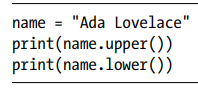 name = "Ada Lovelace"
print(name.upper())
print(name.lower())